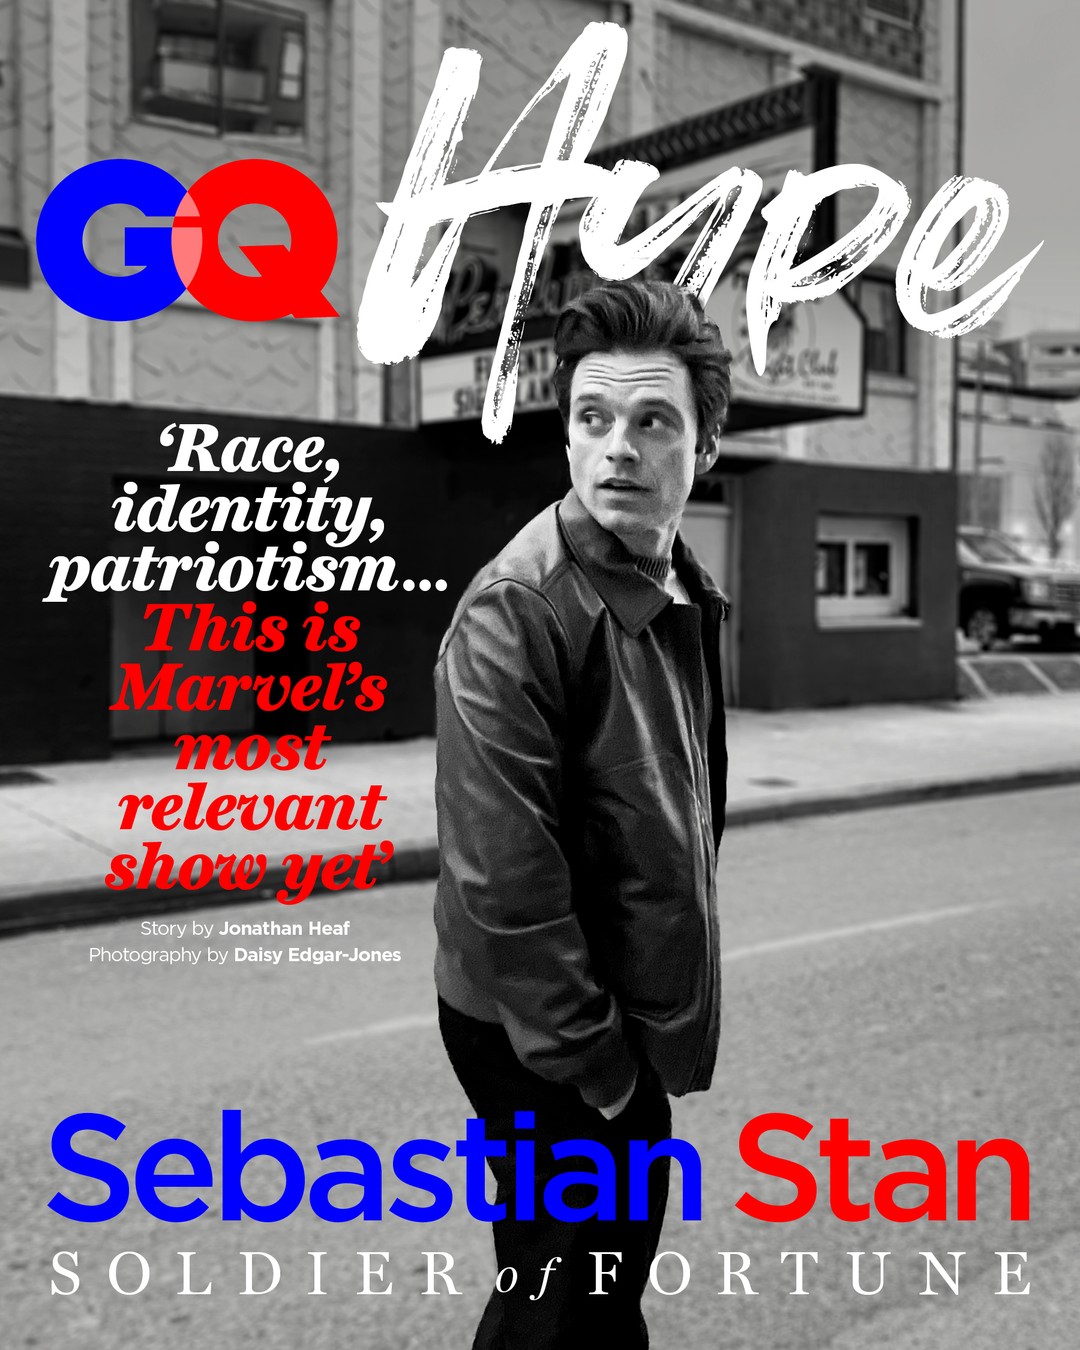 GQ Hype
‘Race,
identity,
patriotism...
This is
Marvel’s
most
relevant
show yet’
Story by Jonathan Heaf
Photography by Daisy Edgar-Jones
Sebastian Stan
SOLDIER of FORTUNE